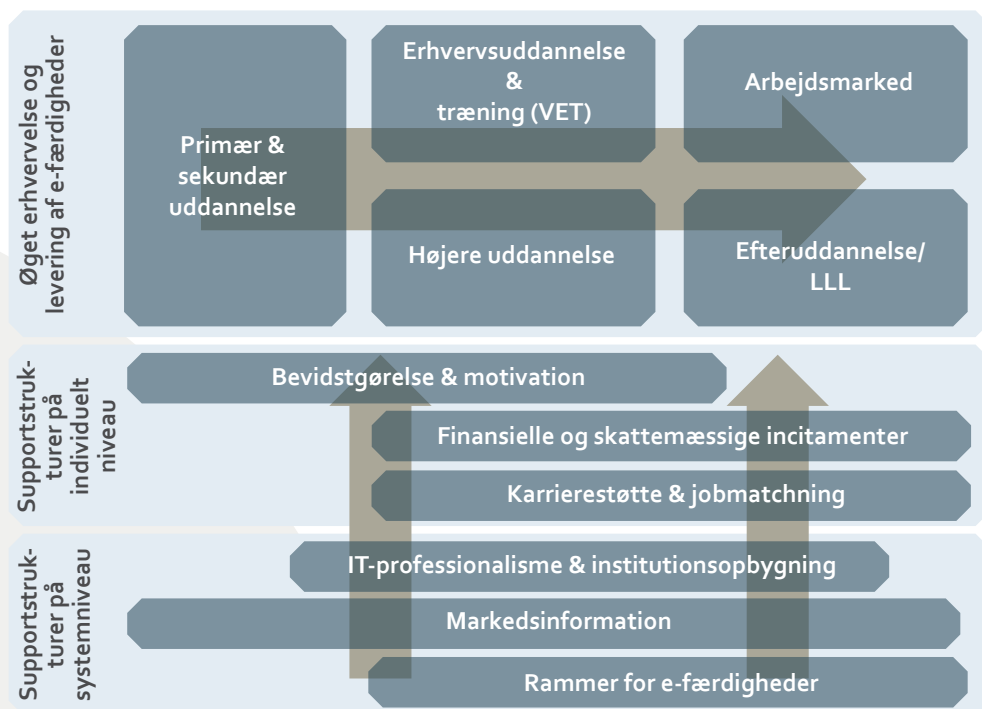 Øget erhvervelse og
levering af e-færdigheder
Primær &
sekundær
uddannelse
Erhvervsuddannelse
&
træning (VET)
Arbejdsmarked
Højere uddannelse
Efteruddannelse/
LLL
Supportstruk-
turer på
individuelt
niveau
Bevidstgørelse & motivation
Finansielle og skattemæssige incitamenter
Karrierestøtte & jobmatchning
Supportstruk-
turer på
systemniveau
IT-professionalisme & institutionsopbygning
Markedsinformation
Rammer for e-færdigheder